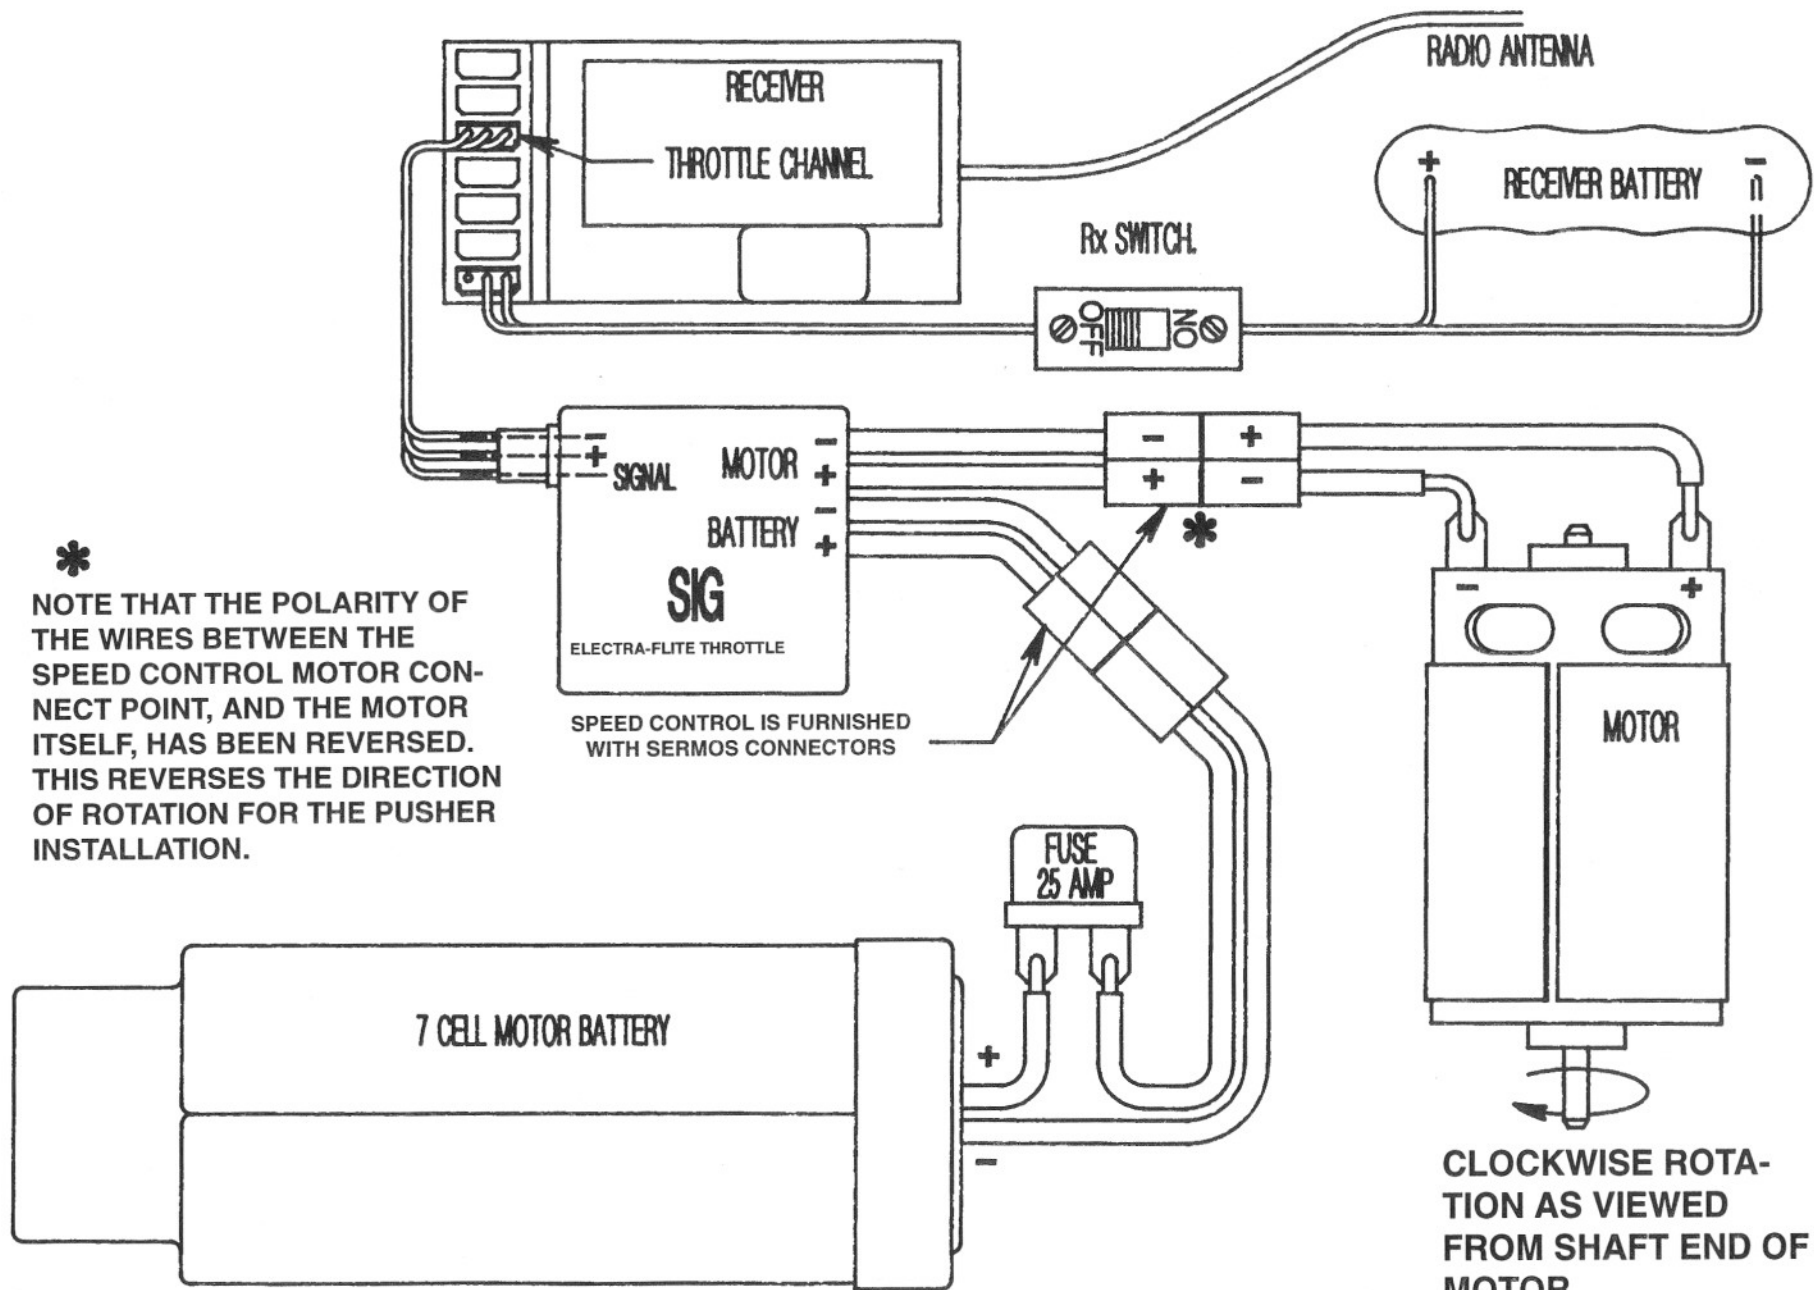 RADIO ANTENNA
RECEIVER
THROTTLE CHANNEL
+ -
RECEIVER BATTERY
Rx SWITCH.
OFF NO
- - - +
+
SIGNAL MOTOR + + -
-
BATTERY +
SIG
ELECTRA-FLITE THROTTLE
*
*
NOTE THAT THE POLARITY OF
THE WIRES BETWEEN THE
SPEED CONTROL MOTOR CON-
NECT POINT, AND THE MOTOR
ITSELF, HAS BEEN REVERSED.
THIS REVERSES THE DIRECTION
OF ROTATION FOR THE PUSHER
INSTALLATION.
SPEED CONTROL IS FURNISHED
WITH SERMOS CONNECTORS
- +
MOTOR
FUSE
25 AMP
7 CELL MOTOR BATTERY
+
-
CLOCKWISE ROTA-
TION AS VIEWED
FROM SHAFT END OF
MOTOR